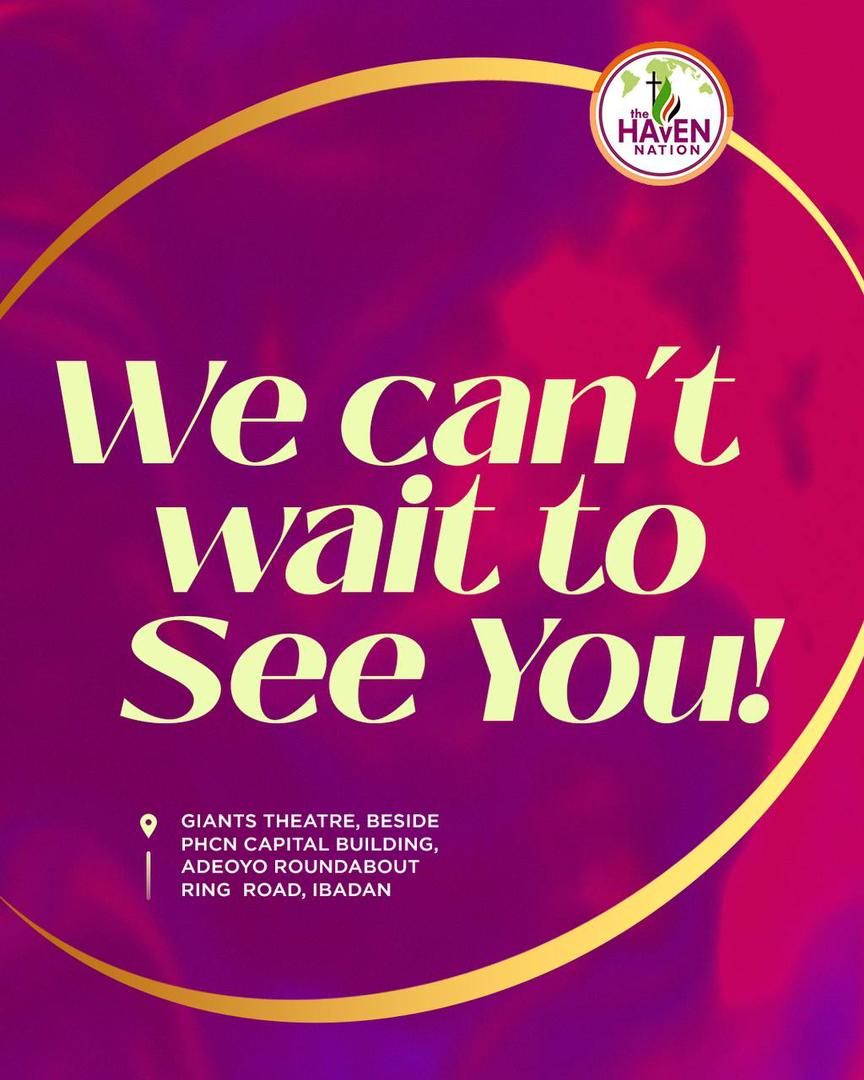 the
HAVEN
NATION
We can't
wait to
See You!
GIANTS THEATRE, BESIDE
PHCN CAPITAL BUILDING,
ADEOYO ROUNDABOUT
RING ROAD, IBADAN